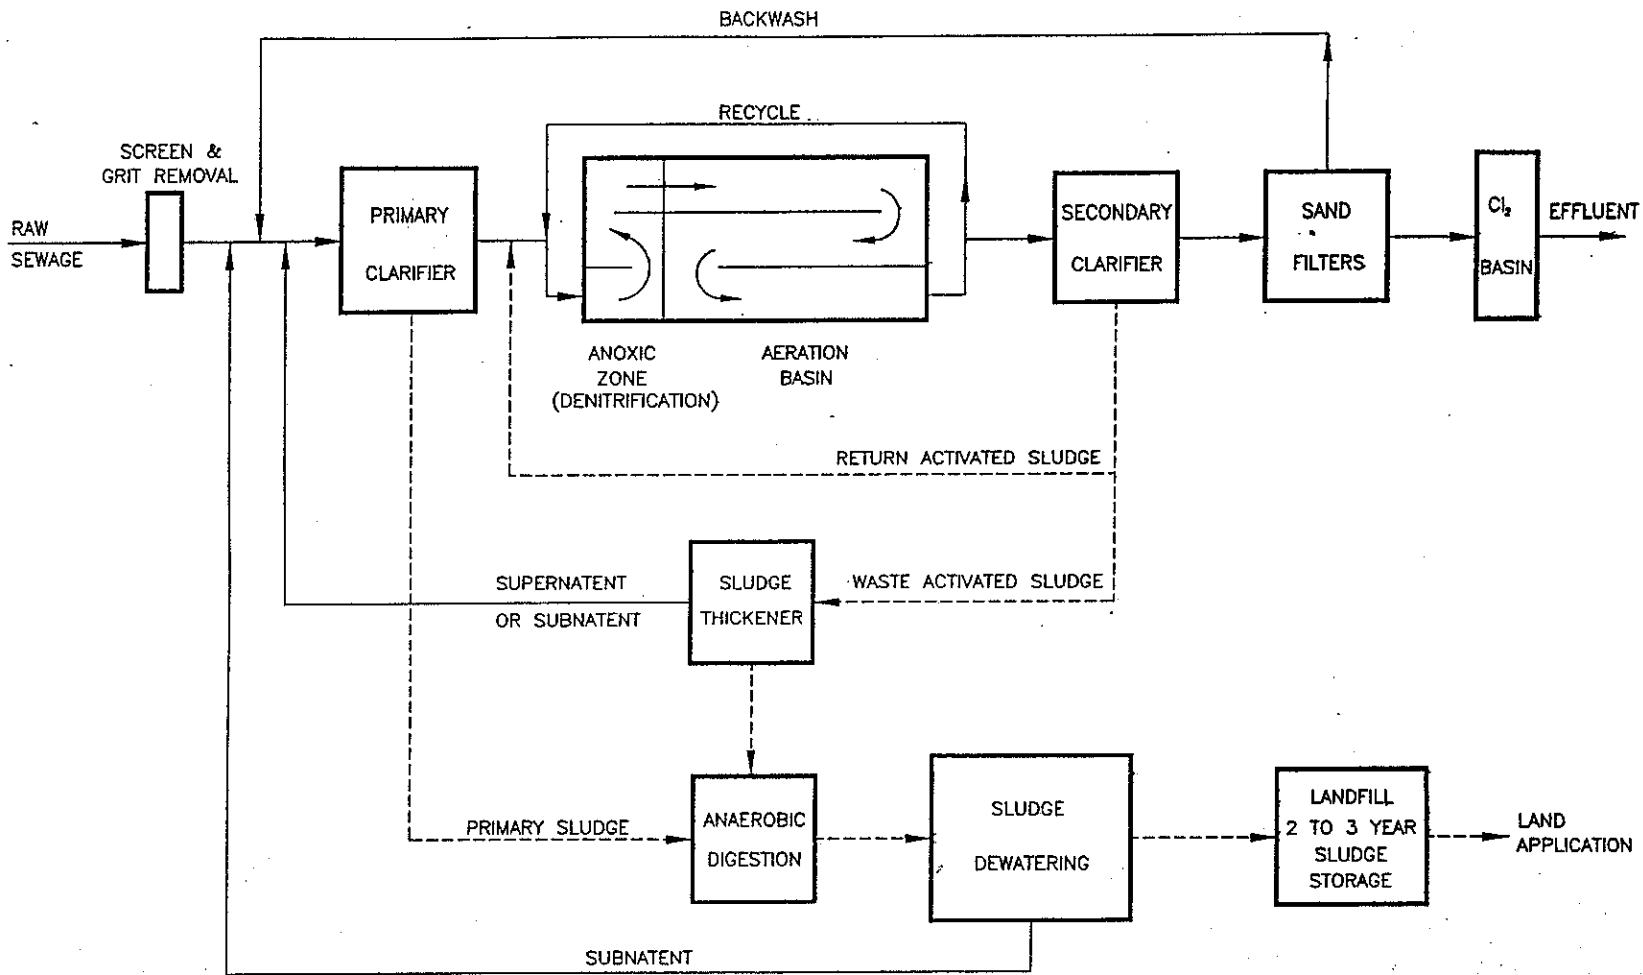 BACKWASH
RECYCLE
SCREEN &
GRIT REMOVAL
RAW
SEWAGE
PRIMARY
CLARIFIER
SECONDARY
CLARIFIER
SAND
FILTERS
Cl₂
BASIN
EFFLUENT
ANOXIC
ZONE
(DENITRIFICATION)
AERATION
BASIN
RETURN ACTIVATED SLUDGE
SUPERNATENT
OR SUBNATENT
SLUDGE
THICKENER
WASTE ACTIVATED SLUDGE
PRIMARY SLUDGE
ANAEROBIC
DIGESTION
SLUDGE
DEWATERING
LANDFILL
2 TO 3 YEAR
SLUDGE
STORAGE
LAND
APPLICATION
SUBNATENT